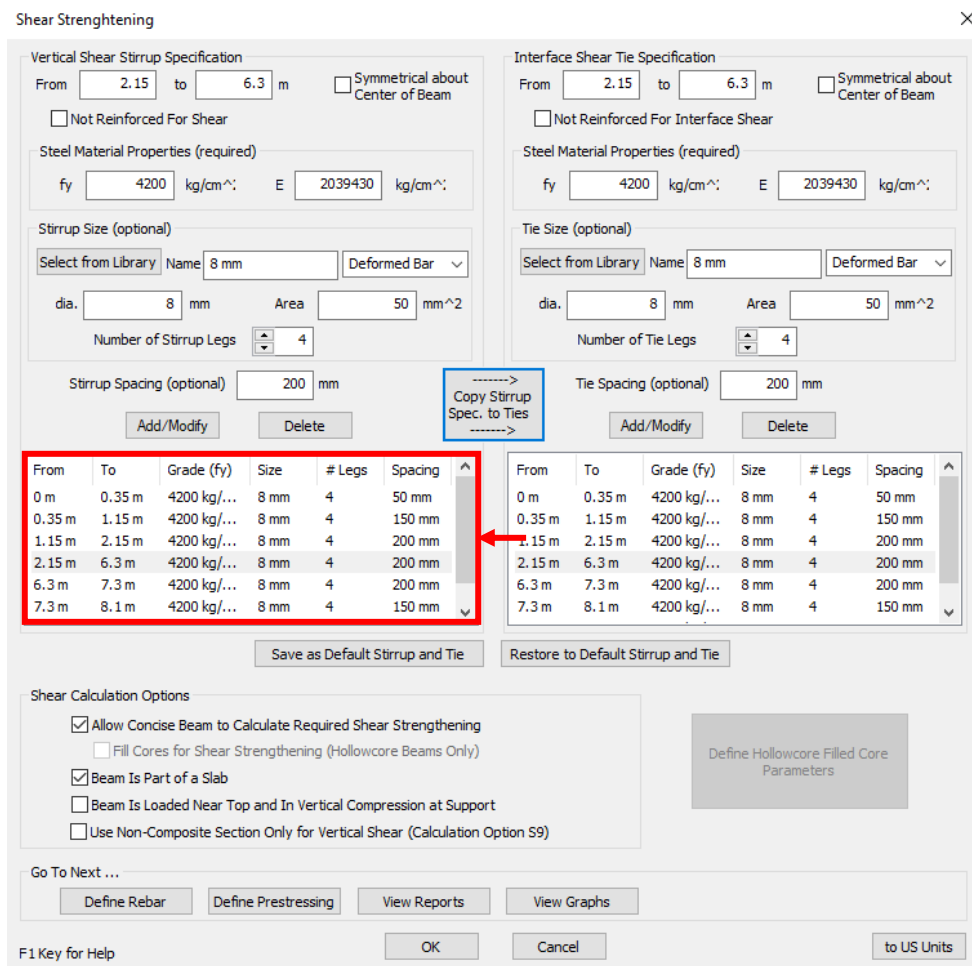 Shear Strenghtening
Vertical Shear Stirrup Specification
From 2.15 to 6.3 m
Symmetrical about
Center of Beam
Not Reinforced For Shear
Steel Material Properties (required)
fy 4200 kg/cm^: E 2039430 kg/cm^:
Stirrup Size (optional)
Select from Library Name 8 mm Deformed Bar
dia. 8 mm Area 50 mm^2
Number of Stirrup Legs 4
Stirrup Spacing (optional) 200 mm
Add/Modify Delete
From To Grade (fy) Size # Legs Spacing
0 m 0.35 m 4200 kg/... 8 mm 4 50 mm
0.35 m 1.15 m 4200 kg/... 8 mm 4 150 mm
1.15 m 2.15 m 4200 kg/... 8 mm 4 200 mm
2.15 m 6.3 m 4200 kg/... 8 mm 4 200 mm
6.3 m 7.3 m 4200 kg/... 8 mm 4 200 mm
7.3 m 8.1 m 4200 kg/... 8 mm 4 150 mm
------->
Copy Stirrup
Spec. to Ties
------->
Interface Shear Tie Specification
From 2.15 to 6.3 m
Symmetrical about
Center of Beam
Not Reinforced For Interface Shear
Steel Material Properties (required)
fy 4200 kg/cm^: E 2039430 kg/cm^:
Tie Size (optional)
Select from Library Name 8 mm Deformed Bar
dia. 8 mm Area 50 mm^2
Number of Tie Legs 4
Tie Spacing (optional) 200 mm
Add/Modify Delete
From To Grade (fy) Size # Legs Spacing
0 m 0.35 m 4200 kg/... 8 mm 4 50 mm
0.35 m 1.15 m 4200 kg/... 8 mm 4 150 mm
1.15 m 2.15 m 4200 kg/... 8 mm 4 200 mm
2.15 m 6.3 m 4200 kg/... 8 mm 4 200 mm
6.3 m 7.3 m 4200 kg/... 8 mm 4 200 mm
7.3 m 8.1 m 4200 kg/... 8 mm 4 150 mm
Save as Default Stirrup and Tie Restore to Default Stirrup and Tie
Shear Calculation Options
Allow Concise Beam to Calculate Required Shear Strengthening
Fill Cores for Shear Strengthening (Hollowcore Beams Only)
Beam Is Part of a Slab
Beam Is Loaded Near Top and In Vertical Compression at Support
Use Non-Composite Section Only for Vertical Shear (Calculation Option S9)
Define Hollowcore Filled Core
Parameters
Go To Next ...
Define Rebar Define Prestressing View Reports View Graphs
F1 Key for Help OK Cancel to US Units